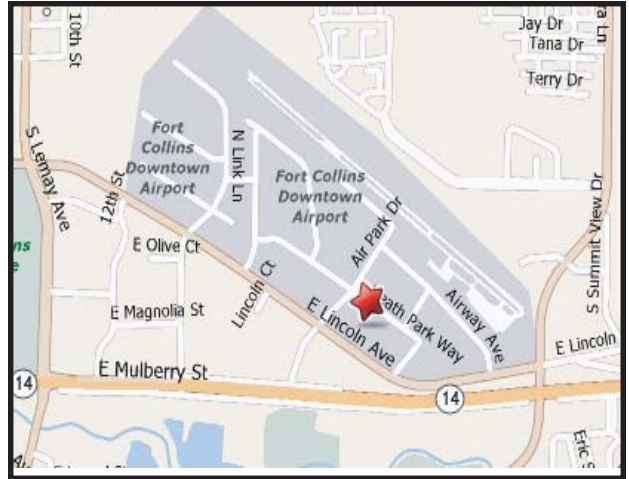 10th St
Jay Dr
Tana Dr
Terry Dr
S Lemay Ave
12th St
Fort
Collins
Downtown
Airport
N Link Ln
Fort Collins
Downtown
Airport
Air Park Dr
S Summit View Dr
E Olive Ct
Lincoln Ct
E Magnolia St
E Lincoln Ave
Park Way
Airway Ave
E Lincoln
E Mulberry St
14
14
Eric S